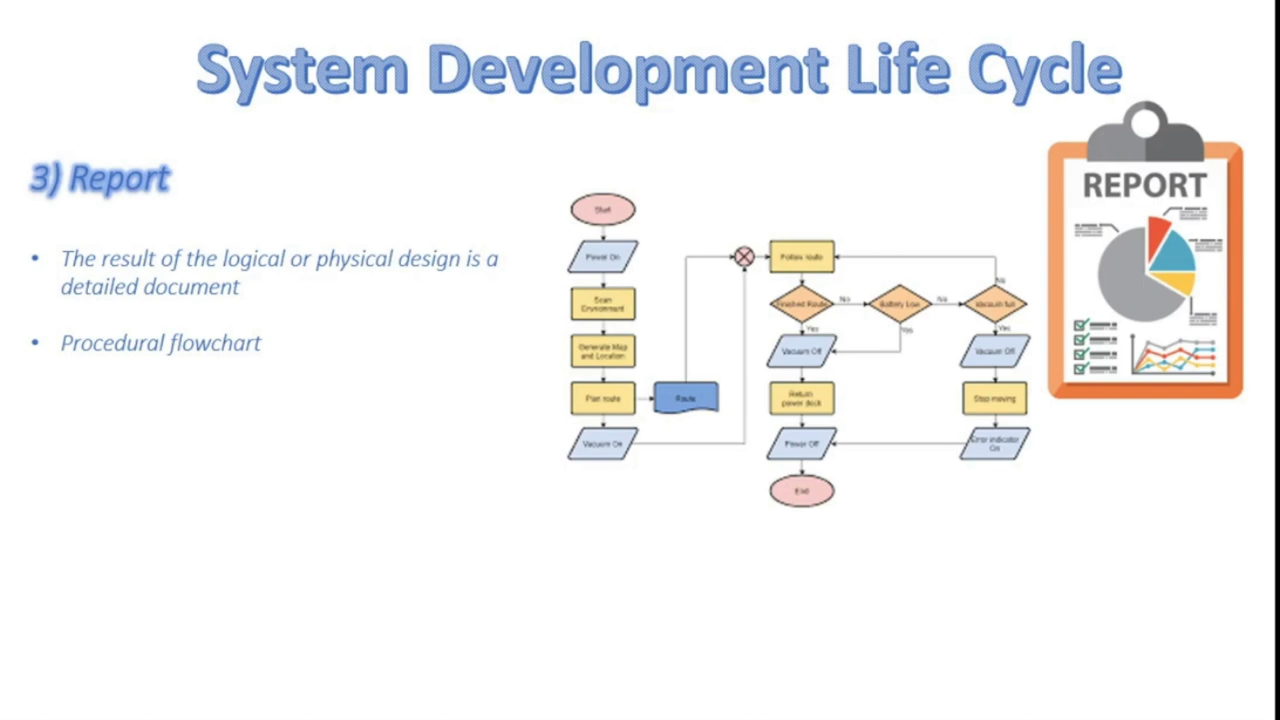 System Development Life Cycle
3) Report
• The result of the logical or physical design is a
detailed document
• Procedural flowchart
REPORT
Start
Power On
Scan
Environment
Generate Map
and Location
Plan route
Route
Vacuum On
Follow route
Finished Route
No
Battery Low
No
Vacuum full
No
Yes
Yes
Yes
Vacuum Off
Vacuum Off
Return
power dock
Stop moving
Power Off
Error indicator
On
End